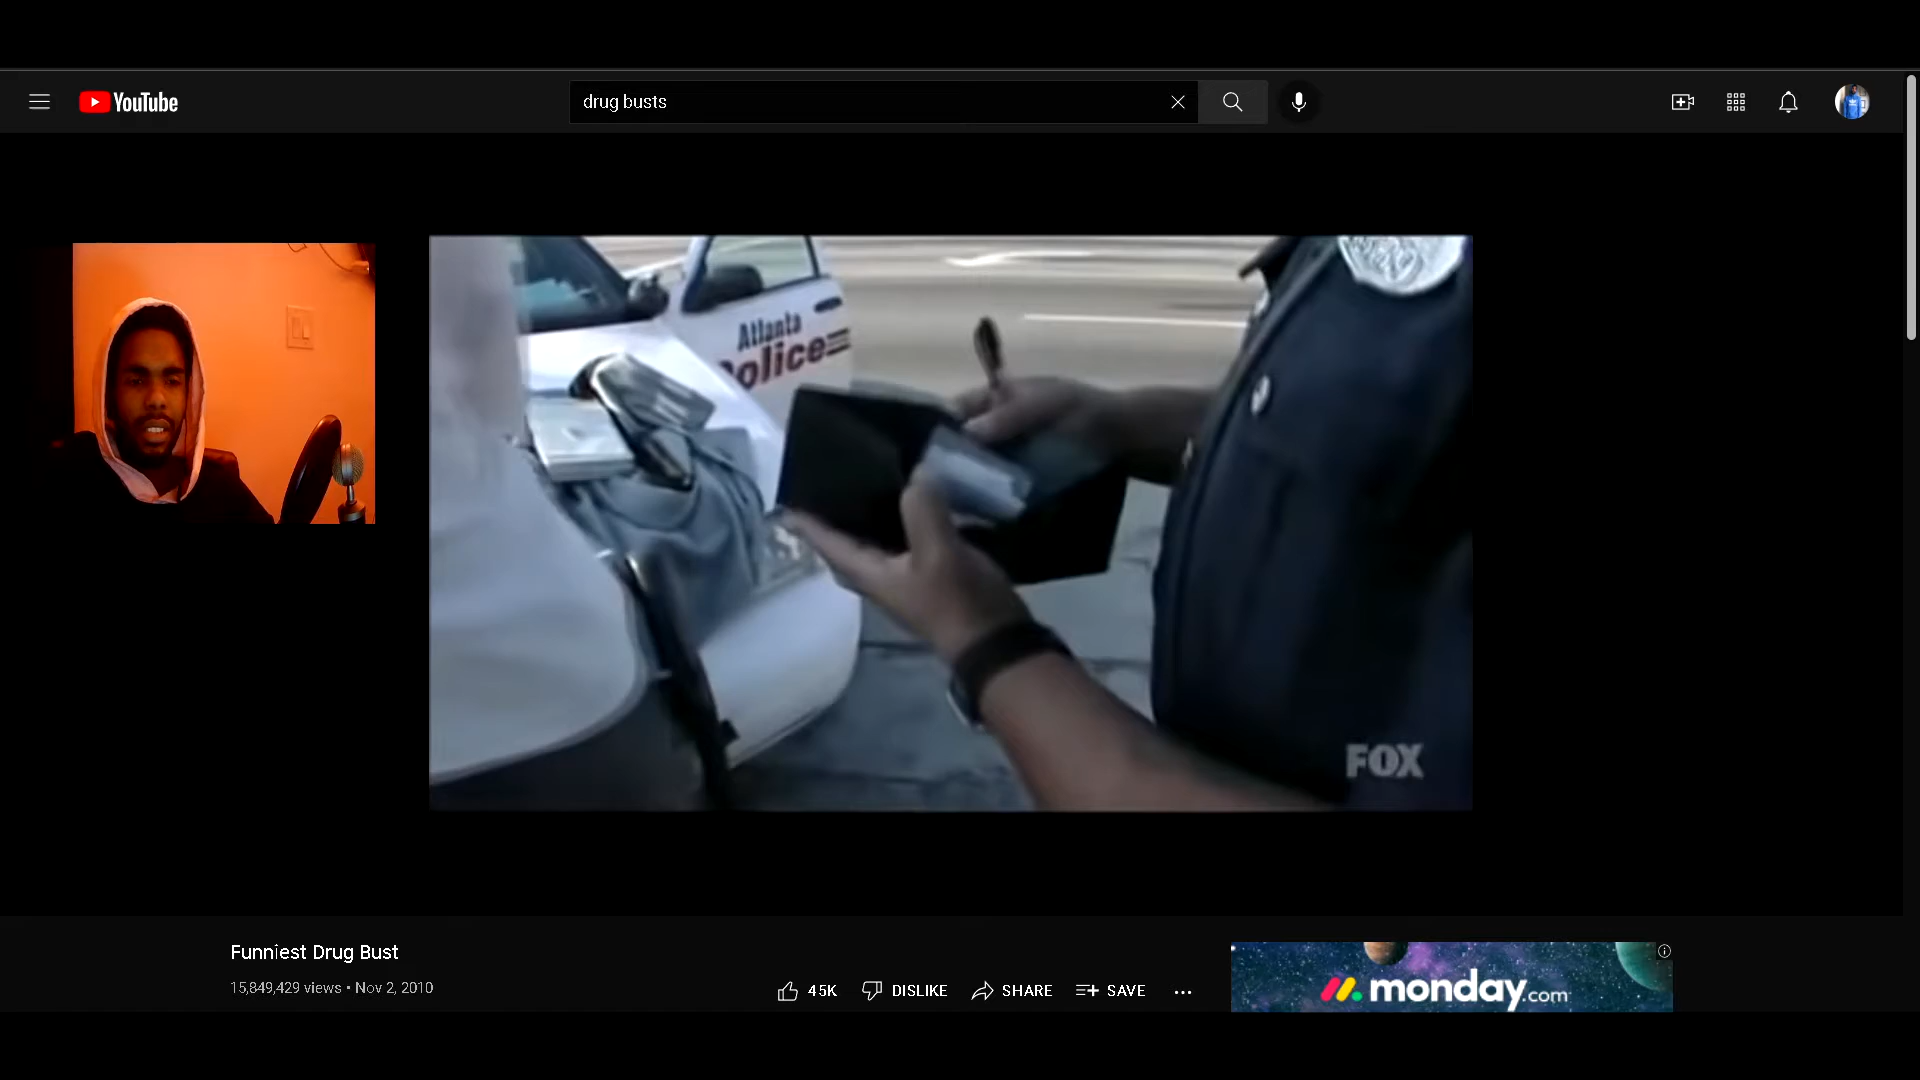 YouTube
drug busts
Atlanta
Police
FOX
Funniest Drug Bust
15,849,429 views • Nov 2, 2010
45K
DISLIKE
SHARE
SAVE
monday.com